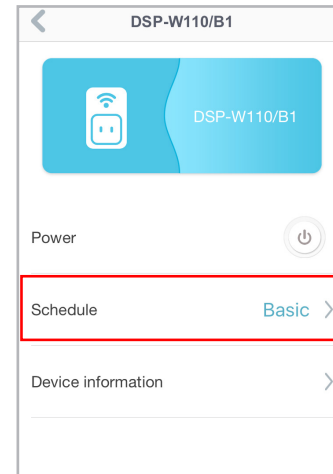 DSP-W110/B1
DSP-W110/B1
Power
Schedule Basic
Device information